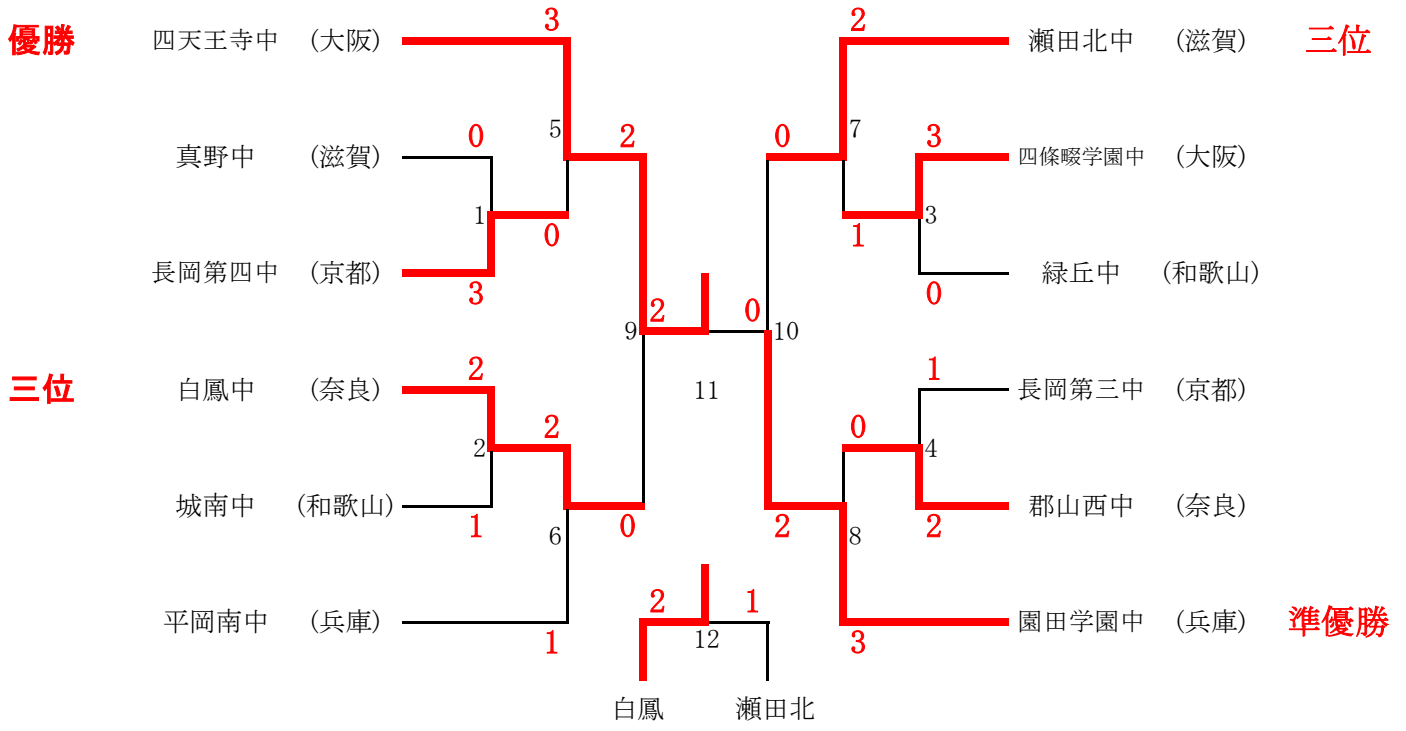 3 2
優勝 四天王寺中 (大阪) 瀬田北中 (滋賀) 三位
0 5 2 0 7 3
真野中 (滋賀) 四條畷学園中 (大阪)
1 0 1 3
長岡第四中 (京都) 緑丘中 (和歌山)
3 0
2 0
9 10
2 1
三位 白鳳中 (奈良) 11 長岡第三中 (京都)
2 0
2 4
城南中 (和歌山) 郡山西中 (奈良)
1 6 0 2 8 2
2 1
平岡南中 (兵庫) 園田学園中 (兵庫) 準優勝
1 12 3
白鳳 瀬田北